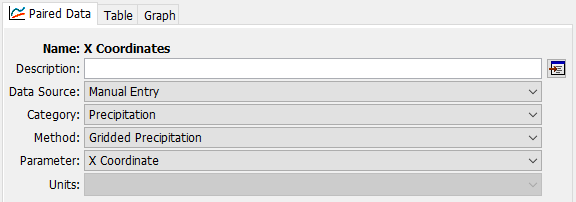 Paired Data Table Graph
Name: X Coordinates
Description:
Data Source: Manual Entry
Category: Precipitation
Method: Gridded Precipitation
Parameter: X Coordinate
Units: